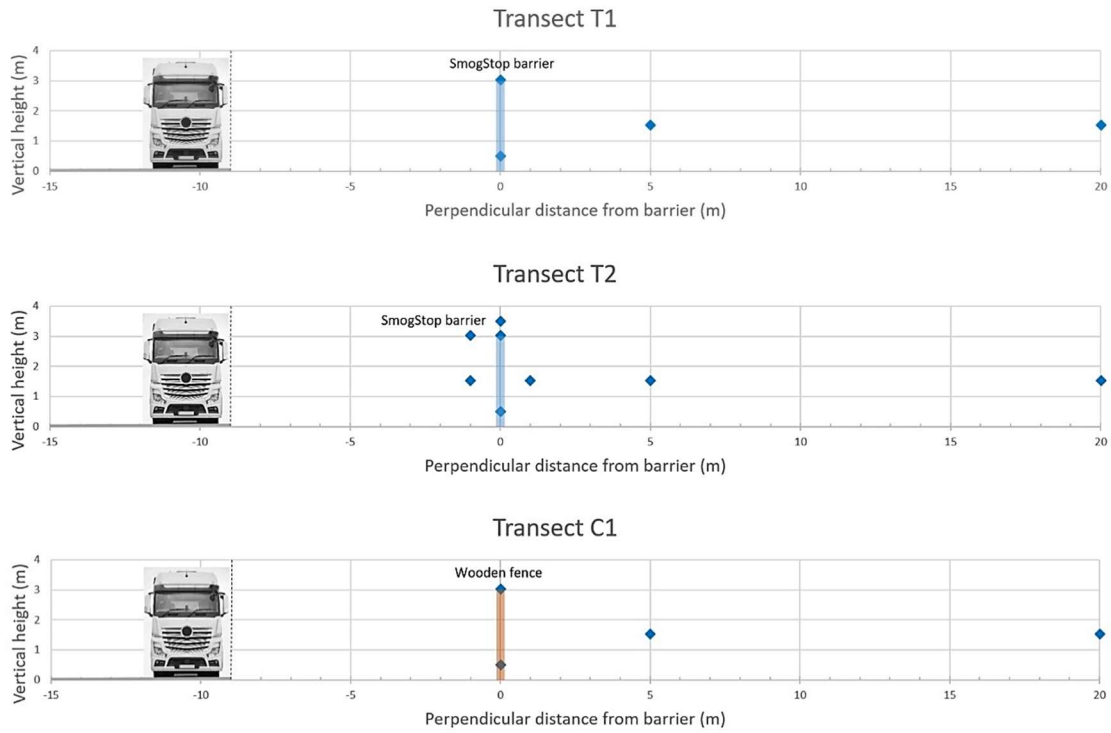 Transect T1
Vertical height (m)
4
3
2
1
0
SmogStop barrier
-15 -10 -5 0 5 10 15 20
Perpendicular distance from barrier (m)
Transect T2
Vertical height (m)
4
3
2
1
0
SmogStop barrier
-15 -10 -5 0 5 10 15 20
Perpendicular distance from barrier (m)
Transect C1
Vertical height (m)
4
3
2
1
0
Wooden fence
-15 -10 -5 0 5 10 15 20
Perpendicular distance from barrier (m)